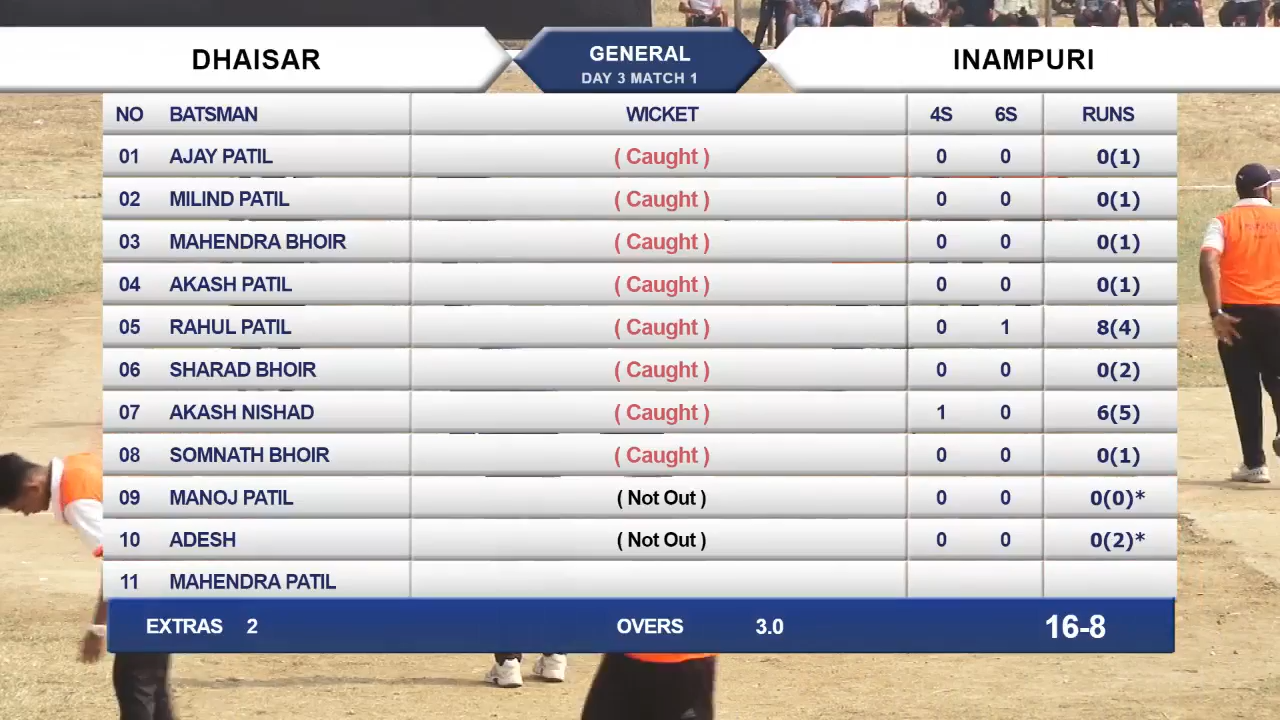 DHAISAR GENERAL INAMPURI
DAY 3 MATCH 1
NO BATSMAN WICKET 4S 6S RUNS
01 AJAY PATIL ( Caught ) 0 0 0(1)
02 MILIND PATIL ( Caught ) 0 0 0(1)
03 MAHENDRA BHOIR ( Caught ) 0 0 0(1)
04 AKASH PATIL ( Caught ) 0 0 0(1)
05 RAHUL PATIL ( Caught ) 0 1 8(4)
06 SHARAD BHOIR ( Caught ) 0 0 0(2)
07 AKASH NISHAD ( Caught ) 1 0 6(5)
08 SOMNATH BHOIR ( Caught ) 0 0 0(1)
09 MANOJ PATIL ( Not Out ) 0 0 0(0)*
10 ADESH ( Not Out ) 0 0 0(2)*
11 MAHENDRA PATIL
EXTRAS 2 OVERS 3.0 16-8